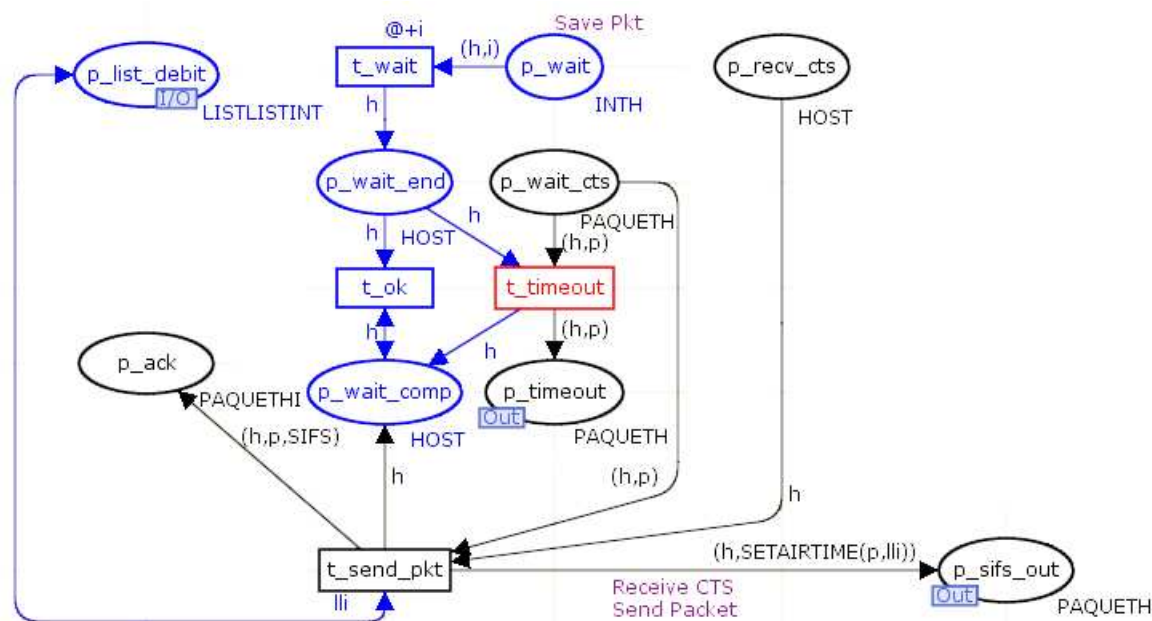 Save Pkt
@+i
(h,i)
t_wait
p_wait
p_list_debit
p_recv_cts
I/O
LISTLISTINT
h
INTH
HOST
p_wait_end
p_wait_cts
h
h
HOST
PAQUETH
(h,p)
t_ok
t_timeout
h
(h,p)
h
p_ack
p_wait_comp
p_timeout
PAQUETHI
Out
(h,p,SIFS)
HOST
PAQUETH
h
(h,p)
h
(h,SETAIRTIME(p,lli))
t_send_pkt
p_sifs_out
lli
Receive CTS
Send Packet
Out
PAQUETH